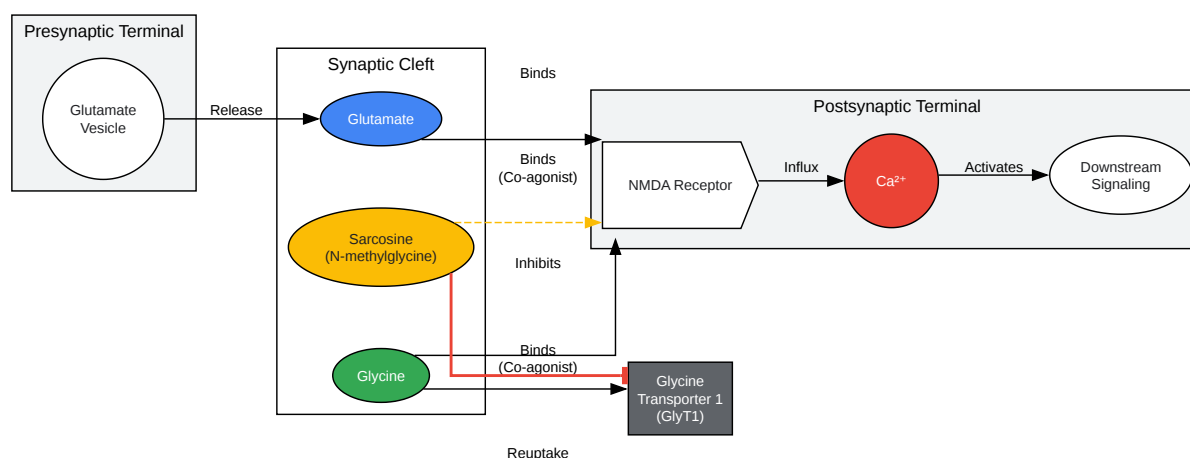 Presynaptic Terminal
Glutamate
Vesicle
Release
Synaptic Cleft
Glutamate
Sarcosine
(N-methylglycine)
Glycine
Binds
Binds
(Co-agonist)
Inhibits
Binds
(Co-agonist)
Reuptake
Postsynaptic Terminal
NMDA Receptor
Influx
Ca²⁺
Activates
Downstream
Signaling
Glycine
Transporter 1
(GlyT1)